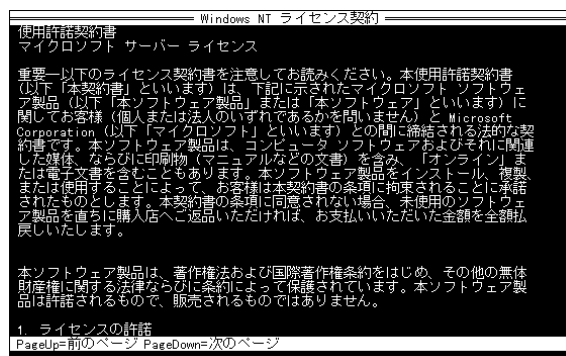 Windows NT ライセンス契約
使用許諾契約書
マイクロソフト サーバー ライセンス
重要―以下のライセンス契約書を注意してお読みください。本使用許諾契約書
(以下「本契約書」といいます) は、下記に示されたマイクロソフト ソフトウェ
ア製品 (以下「本ソフトウェア製品」または「本ソフトウェア」といいます) に
関してお客様 (個人または法人のいずれであるかを問いません) と Microsoft
Corporation (以下「マイクロソフト」といいます) との間に締結される法的な契
約書です。本ソフトウェア製品は、コンピュータ ソフトウェアおよびそれに関連
した媒体、ならびに印刷物 (マニュアルなどの文書) を含み、「オンライン」ま
たは電子文書を含むこともあります。本ソフトウェア製品をインストール、複製、
または使用することによって、お客様は本契約書の条項に拘束されることに承諾
されたものとします。本契約書の条項に同意されない場合、未使用のソフトウェ
ア製品を直ちに購入店へご返品いただければ、お支払いいただいた金額を全額払
戻しいたします。
本ソフトウェア製品は、著作権法および国際著作権条約をはじめ、その他の無体
財産権に関する法律ならびに条約によって保護されています。本ソフトウェア製
品は許諾されるもので、販売されるものではありません。
1. ライセンスの許諾
PageUp=前のページ PageDown=次のページ